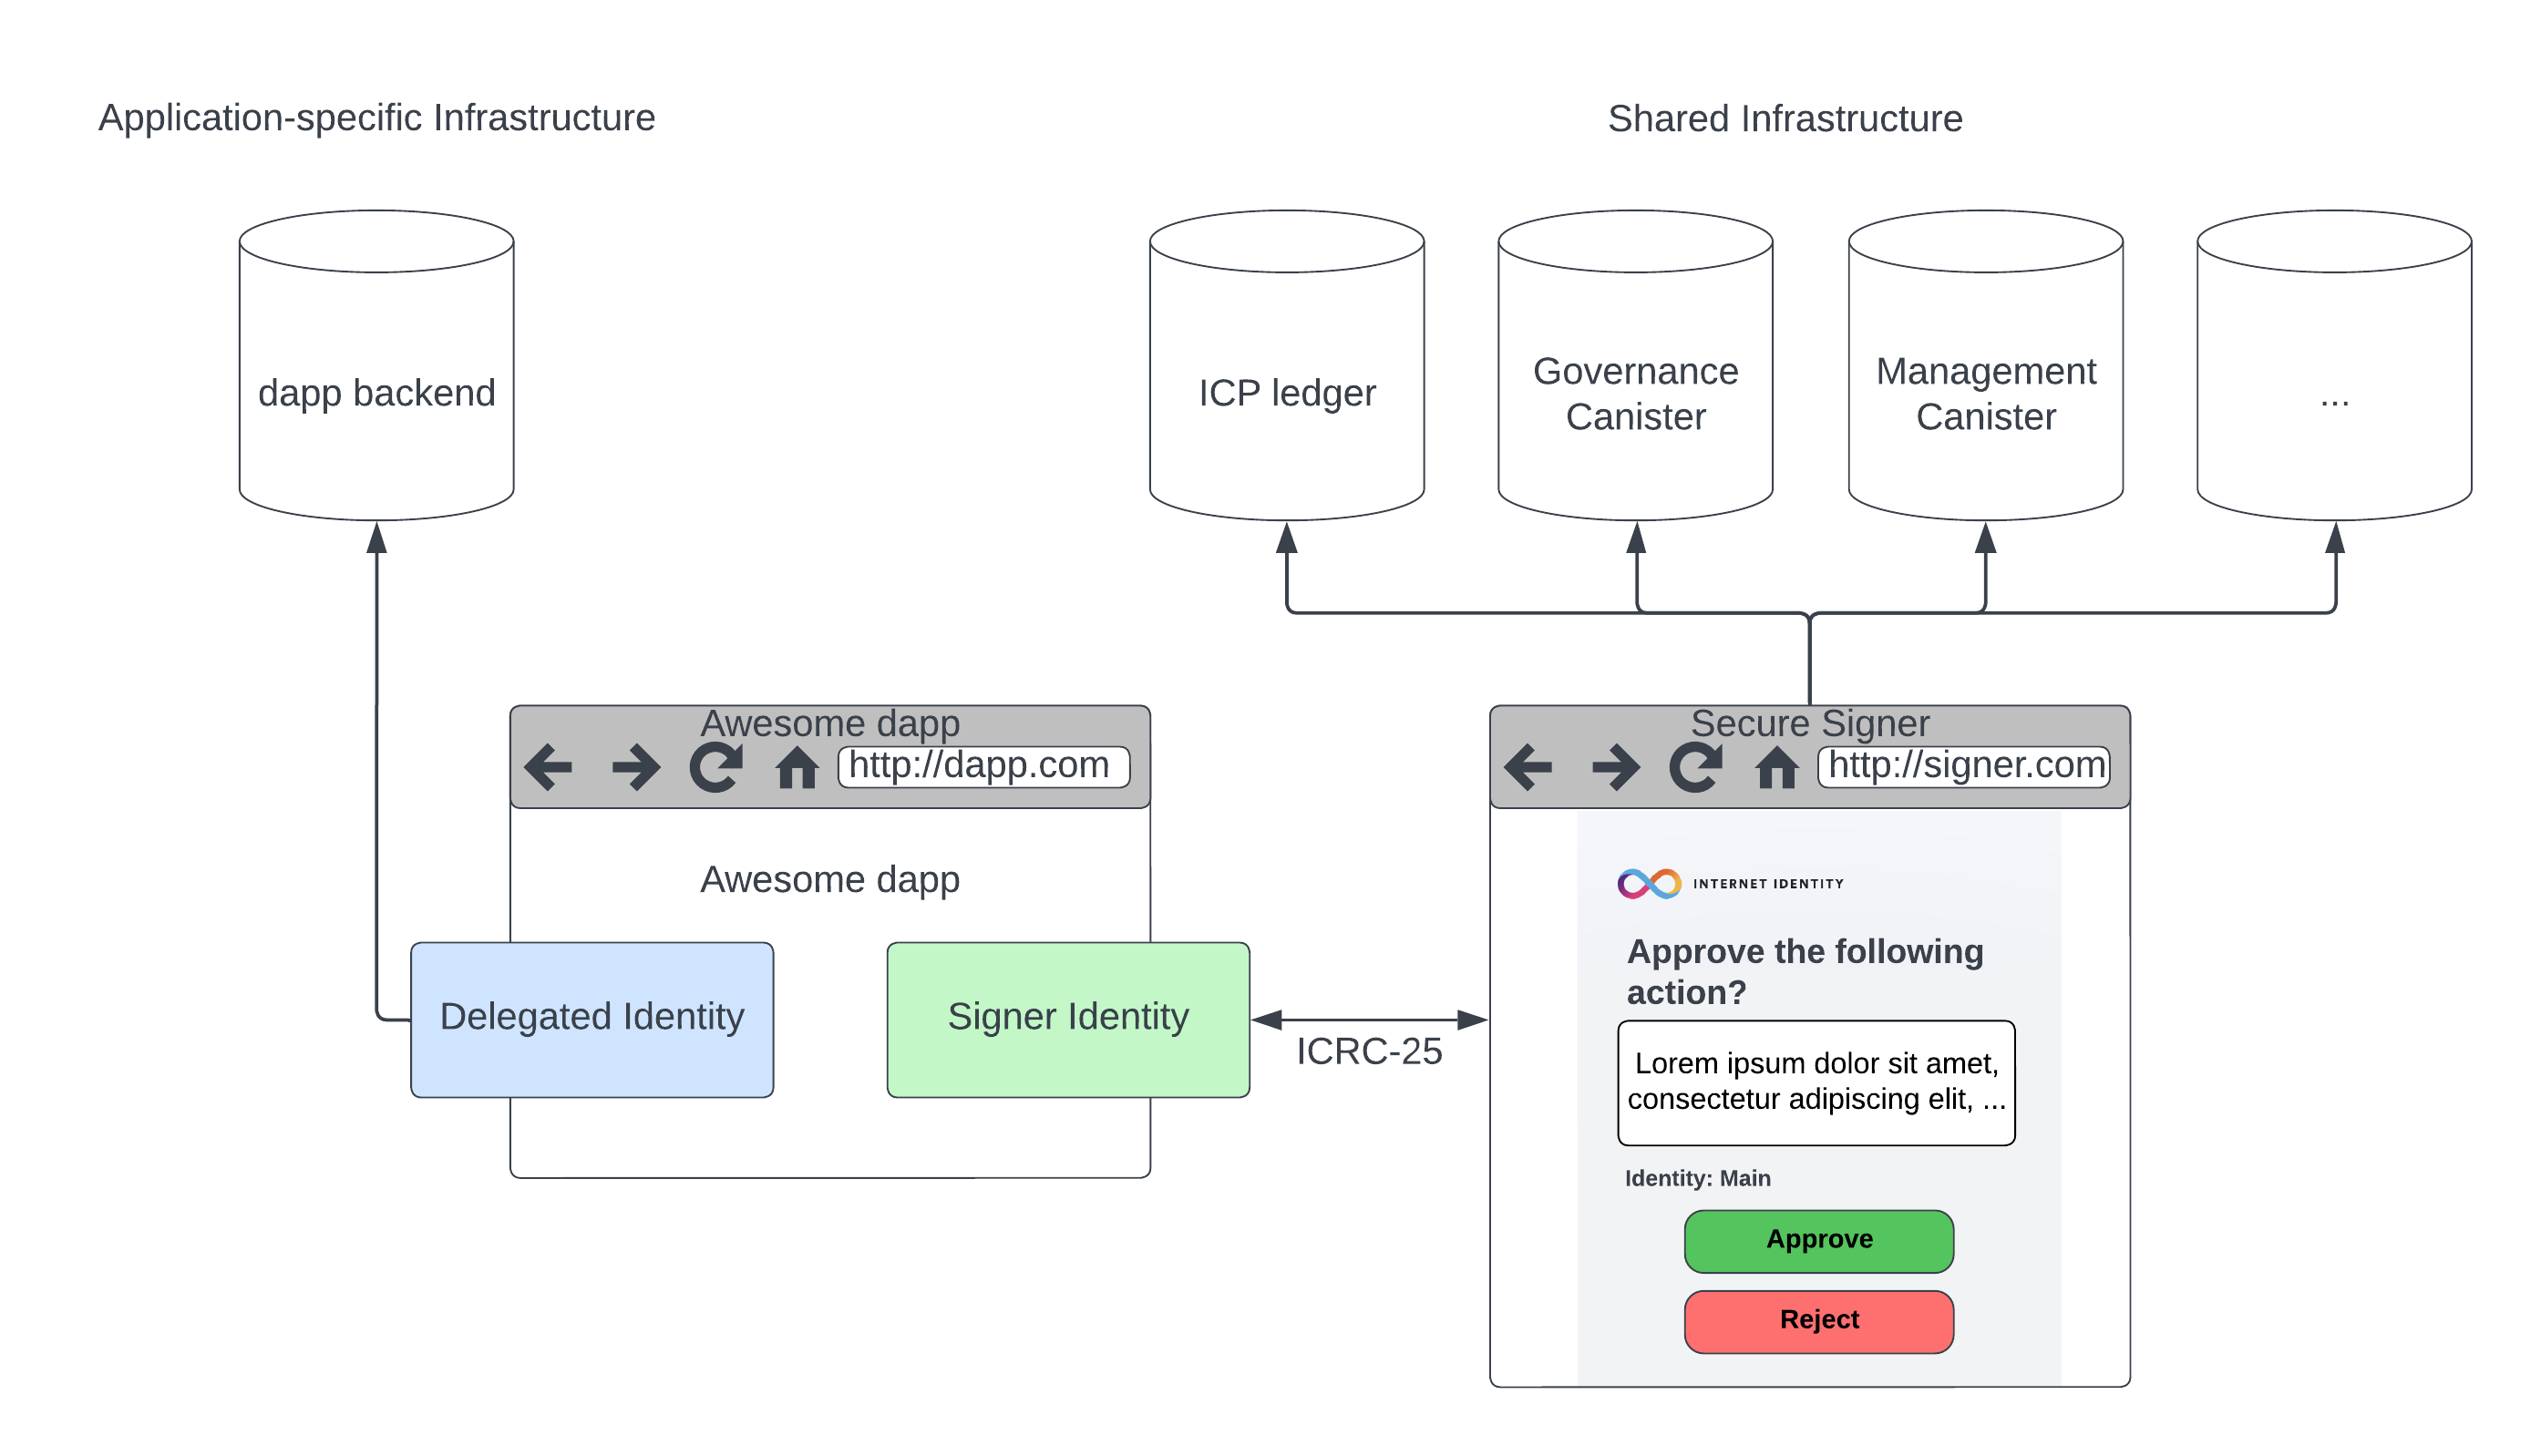 Application-specific Infrastructure
Shared Infrastructure
dapp backend
ICP ledger
Governance
Canister
Management
Canister
...
Awesome dapp
http://dapp.com
Awesome dapp
Delegated Identity
Signer Identity
ICRC-25
Secure Signer
http://signer.com
INTERNET IDENTITY
Approve the following
action?
Lorem ipsum dolor sit amet,
consectetur adipiscing elit, ...
Identity: Main
Approve
Reject